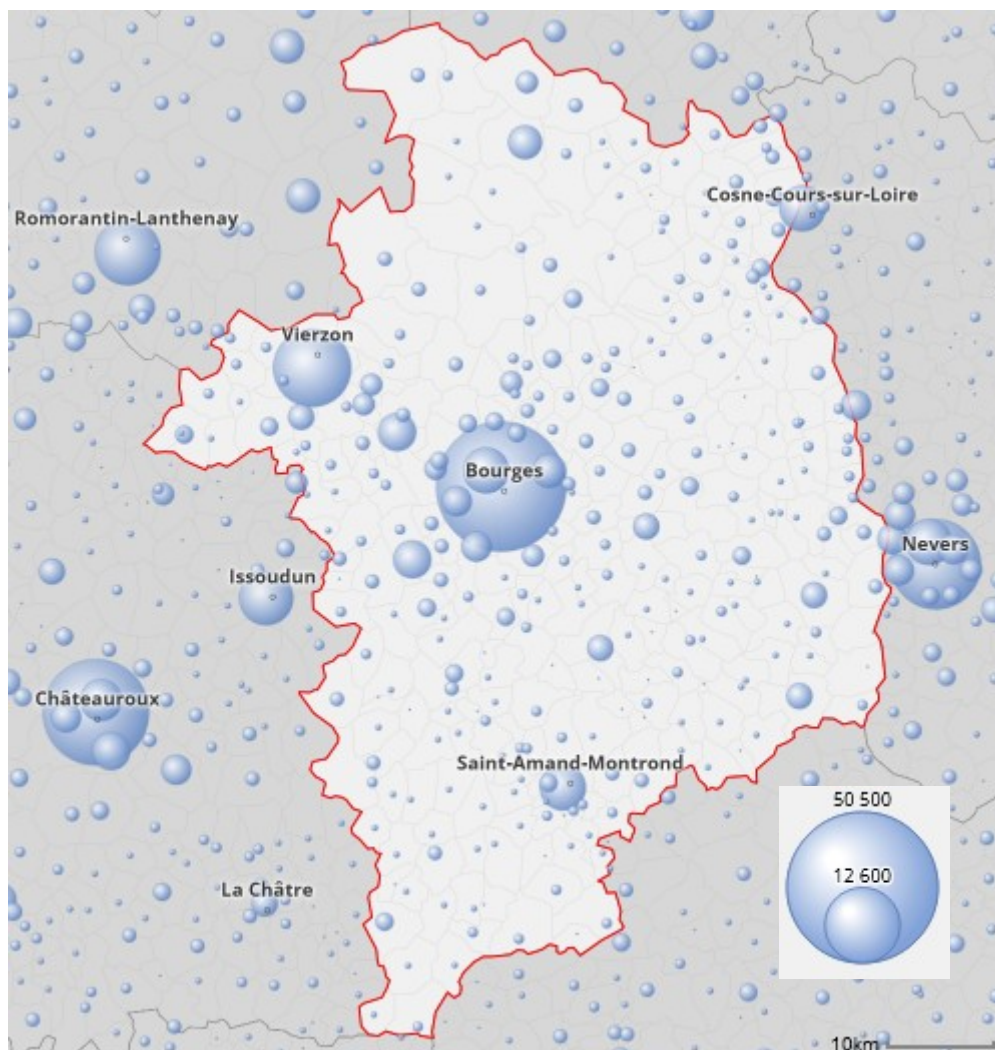 Cosne-Cours-sur-Loire
Romorantin-Lanthenay
Vierzon
Bourges
Nevers
Issoudun
Châteauroux
Saint-Amand-Montrond
50 500
12 600
La Châtre
10km